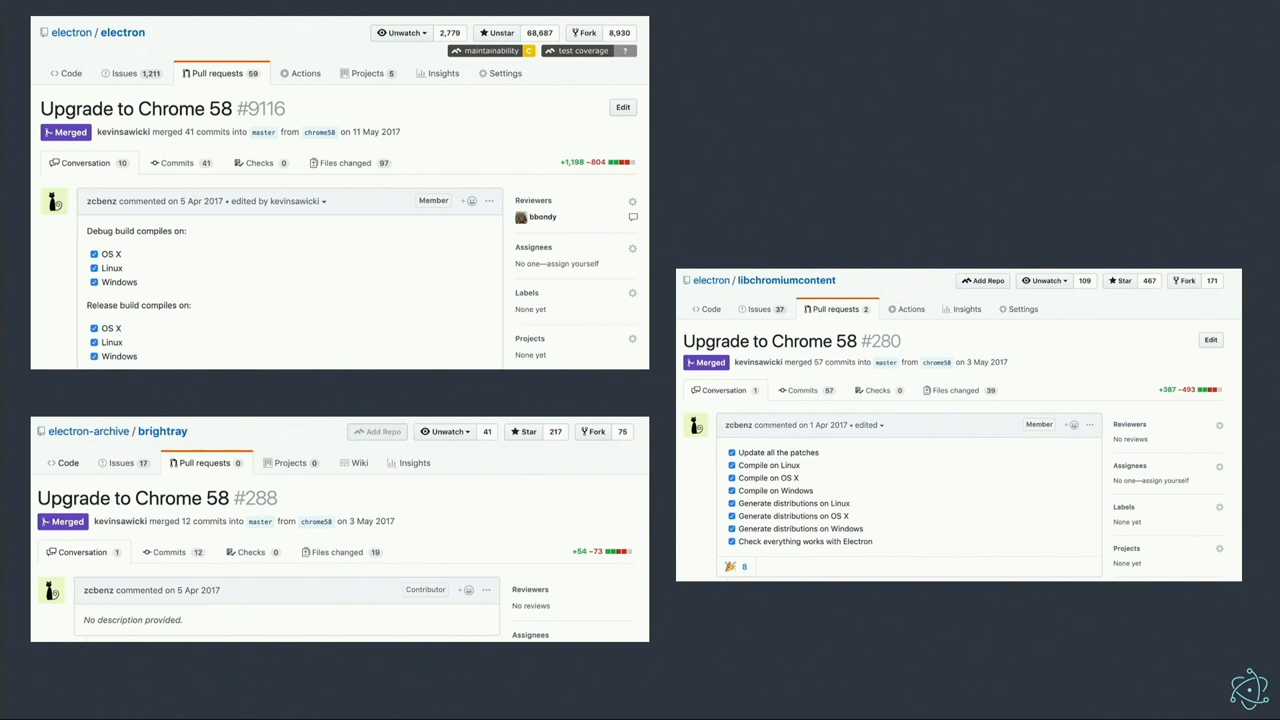 electron / electron
Unwatch 2,779 Unstar 68,687 Fork 8,930
maintainability C test coverage ?
Code Issues 1,211 Pull requests 59 Actions Projects 5 Insights Settings
Upgrade to Chrome 58 #9116 Edit
Merged kevinsawicki merged 41 commits into master from chrome58 on 11 May 2017
Conversation 10 Commits 41 Checks 0 Files changed 97 +1,198 −804
zcbenz commented on 5 Apr 2017 • edited by kevinsawicki Member
Debug build compiles on:
OS X
Linux
Windows
Release build compiles on:
OS X
Linux
Windows
Reviewers
bbondy
Assignees
No one—assign yourself
Labels
None yet
Projects
None yet
electron-archive / brightray
Add Repo Unwatch 41 Star 217 Fork 75
Code Issues 17 Pull requests 0 Projects 0 Wiki Insights
Upgrade to Chrome 58 #288
Merged kevinsawicki merged 12 commits into master from chrome58 on 3 May 2017
Conversation 1 Commits 12 Checks 0 Files changed 19 +54 −73
zcbenz commented on 5 Apr 2017 Contributor
No description provided.
Reviewers
No reviews
Assignees
electron / libchromiumcontent
Add Repo Unwatch 109 Star 467 Fork 171
Code Issues 37 Pull requests 2 Actions Insights Settings
Upgrade to Chrome 58 #280 Edit
Merged kevinsawicki merged 57 commits into master from chrome58 on 3 May 2017
Conversation 1 Commits 57 Checks 0 Files changed 39 +387 −493
zcbenz commented on 1 Apr 2017 • edited Member
Update all the patches
Compile on Linux
Compile on OS X
Compile on Windows
Generate distributions on Linux
Generate distributions on OS X
Generate distributions on Windows
Check everything works with Electron
8
Reviewers
No reviews
Assignees
No one—assign yourself
Labels
None yet
Projects
None yet